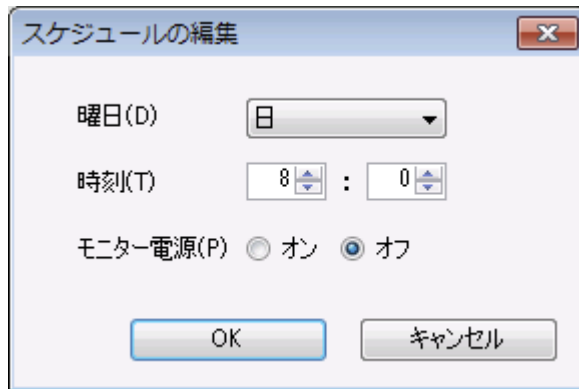 スケジュールの編集
曜日(D) 日
時刻(T) 8 : 0
モニター電源(P) オン オフ
OK キャンセル